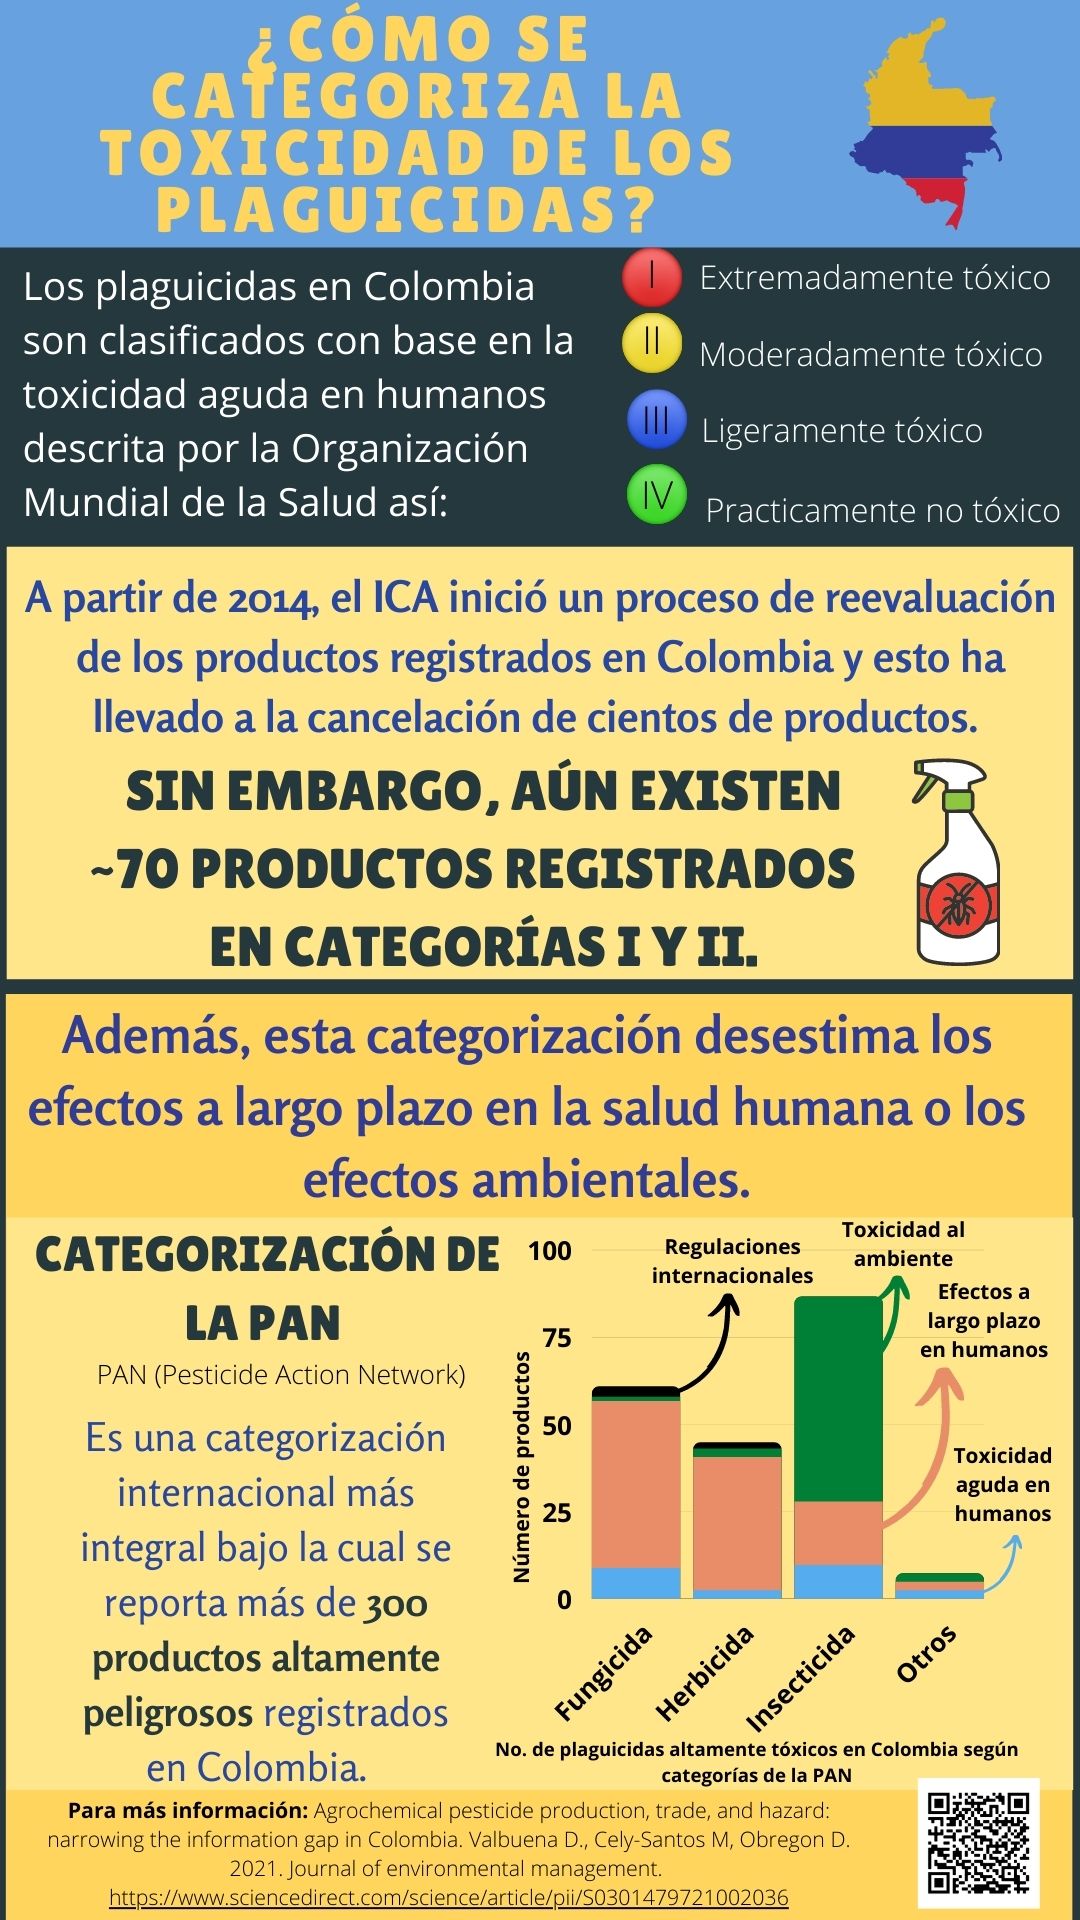 ¿CÓMO SE
CATEGORIZA LA
TOXICIDAD DE LOS
PLAGUICIDAS?
Los plaguicidas en Colombia
son clasificados con base en la
toxicidad aguda en humanos
descrita por la Organización
Mundial de la Salud así:
I Extremadamente tóxico
II Moderadamente tóxico
III Ligeramente tóxico
IV Practicamente no tóxico
A partir de 2014, el ICA inició un proceso de reevaluación
de los productos registrados en Colombia y esto ha
llevado a la cancelación de cientos de productos.
SIN EMBARGO, AÚN EXISTEN
~70 PRODUCTOS REGISTRADOS
EN CATEGORÍAS I Y II.
Además, esta categorización desestima los
efectos a largo plazo en la salud humana o los
efectos ambientales.
CATEGORIZACIÓN DE
LA PAN
PAN (Pesticide Action Network)
Es una categorización
internacional más
integral bajo la cual se
reporta más de 300
productos altamente
peligrosos registrados
en Colombia.
Número de productos
100
75
50
25
0
Regulaciones
internacionales
Toxicidad al
ambiente
Efectos a
largo plazo
en humanos
Toxicidad
aguda en
humanos
Fungicida
Herbicida
Insecticida
Otros
No. de plaguicidas altamente tóxicos en Colombia según
categorías de la PAN
Para más información: Agrochemical pesticide production, trade, and hazard:
narrowing the information gap in Colombia. Valbuena D., Cely-Santos M, Obregon D.
2021. Journal of environmental management.
https://www.sciencedirect.com/science/article/pii/S0301479721002036